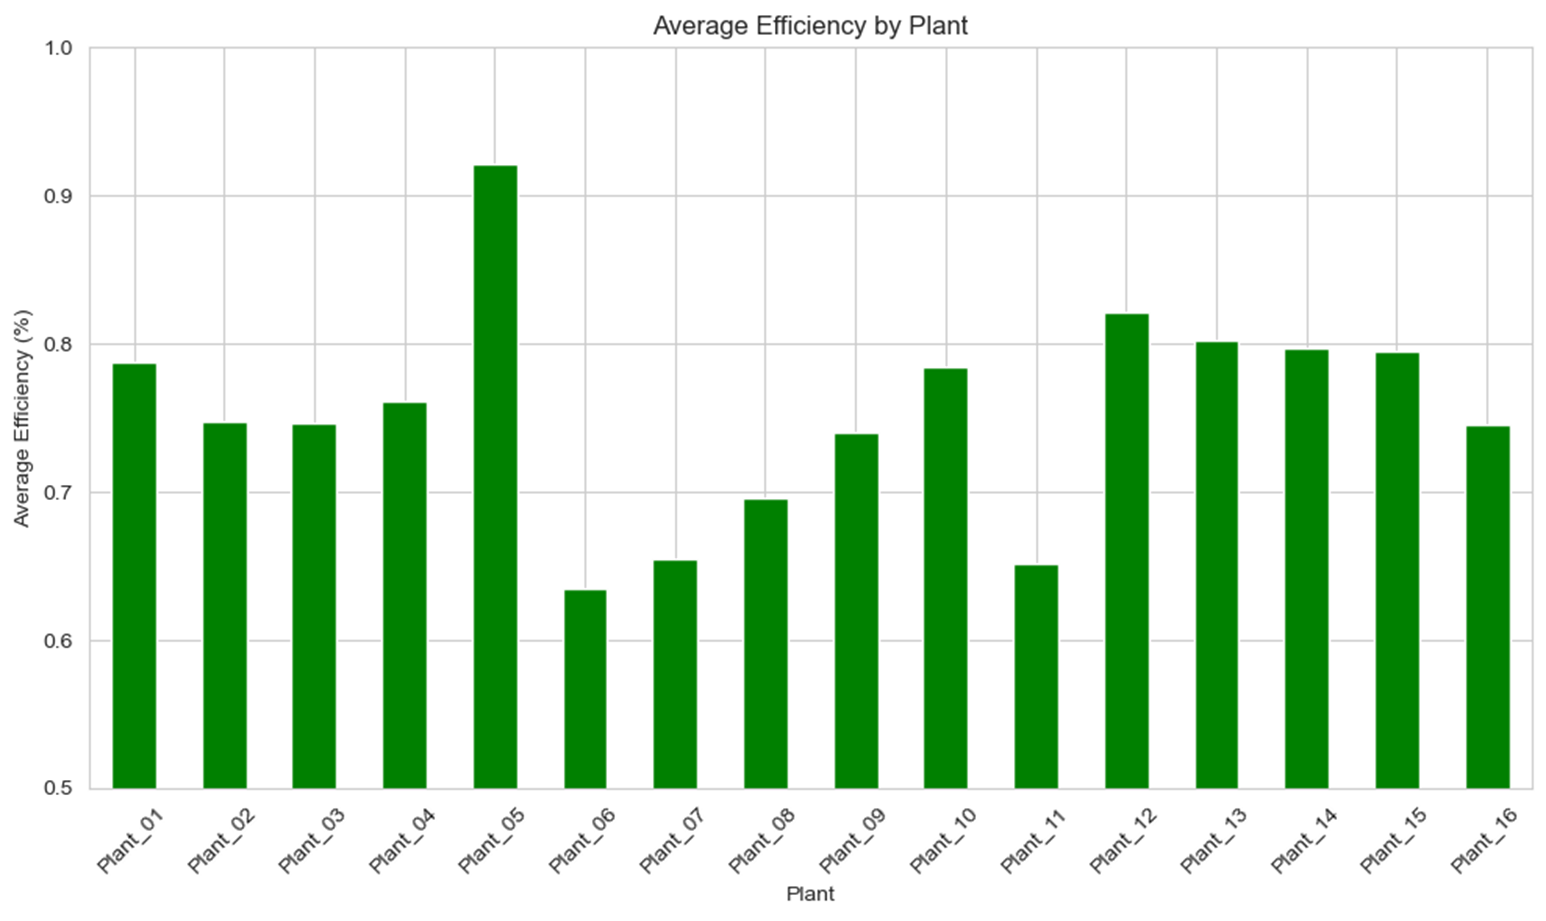 Average Efficiency by Plant
1.0
0.9
0.8
0.7
0.6
0.5
Average Efficiency (%)
Plant_01
Plant_02
Plant_03
Plant_04
Plant_05
Plant_06
Plant_07
Plant_08
Plant_09
Plant_10
Plant_11
Plant_12
Plant_13
Plant_14
Plant_15
Plant_16
Plant